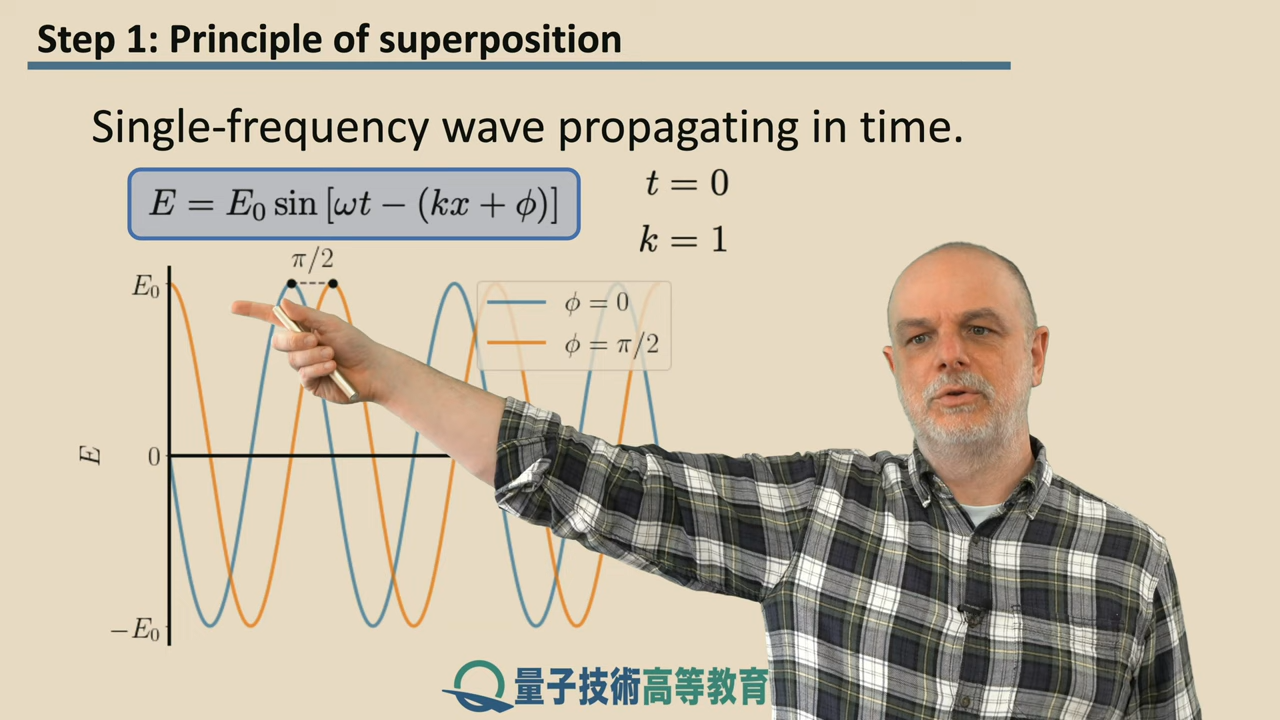 Step 1: Principle of superposition
Single-frequency wave propagating in time.
E = E₀ sin [ωt − (kx + ϕ)]
t = 0
k = 1
π/2
E₀
ϕ = 0
ϕ = π/2
E
0
−E₀
量子技術高等教育